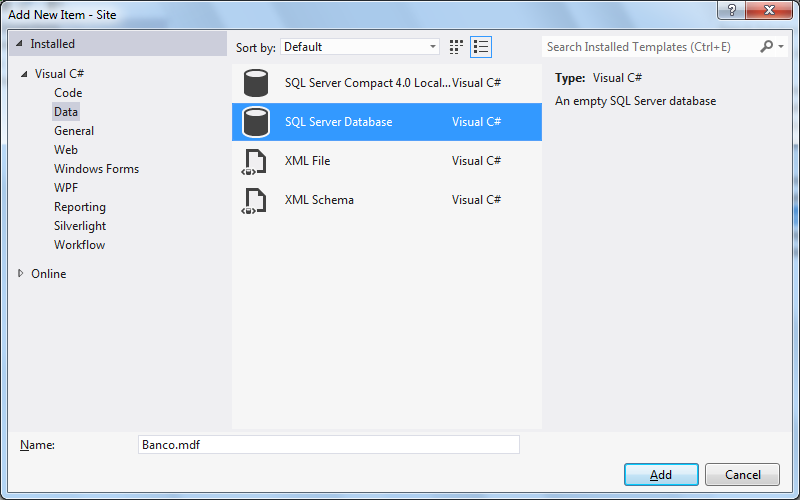 Add New Item - Site
Installed
Visual C#
Code
Data
General
Web
Windows Forms
WPF
Reporting
Silverlight
Workflow
Online
Sort by: Default
SQL Server Compact 4.0 Local... Visual C#
SQL Server Database Visual C#
XML File Visual C#
XML Schema Visual C#
Search Installed Templates (Ctrl+E)
Type: Visual C#
An empty SQL Server database
Name: Banco.mdf
Add Cancel